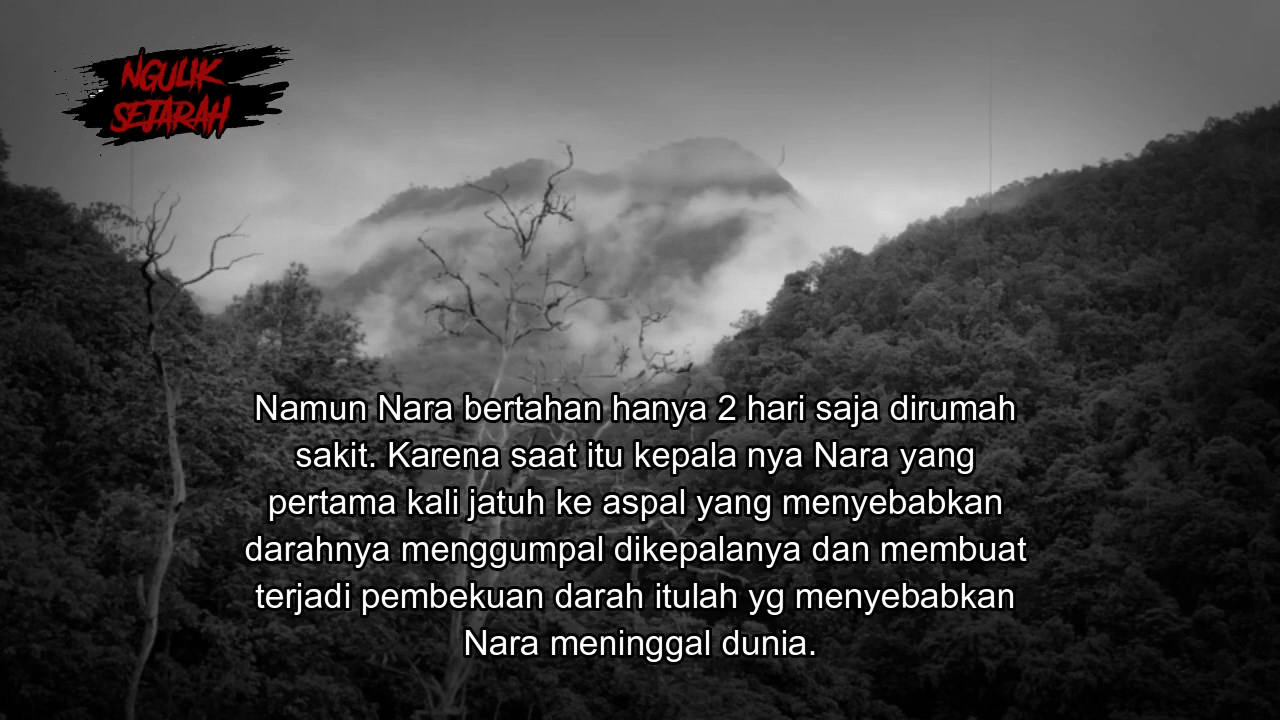 NGULIK
SEJARAH
Namun Nara bertahan hanya 2 hari saja dirumah
sakit. Karena saat itu kepala nya Nara yang
pertama kali jatuh ke aspal yang menyebabkan
darahnya menggumpal dikepalanya dan membuat
terjadi pembekuan darah itulah yg menyebabkan
Nara meninggal dunia.